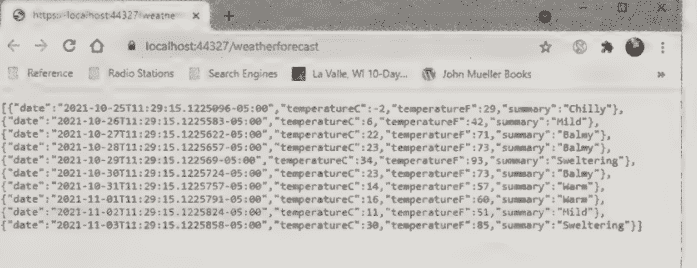 https://localhost:44327/weathe
localhost:44327/weatherforecast
Reference Radio Stations Search Engines La Valle, WI 10-Day... John Mueller Books
[{"date":"2021-10-25T11:29:15.1225096-05:00","temperatureC":-2,"temperatureF":29,"summary":"Chilly"},
{"date":"2021-10-26T11:29:15.1225583-05:00","temperatureC":6,"temperatureF":42,"summary":"Mild"},
{"date":"2021-10-27T11:29:15.1225622-05:00","temperatureC":22,"temperatureF":71,"summary":"Balmy"},
{"date":"2021-10-28T11:29:15.1225657-05:00","temperatureC":23,"temperatureF":73,"summary":"Balmy"},
{"date":"2021-10-29T11:29:15.122569-05:00","temperatureC":34,"temperatureF":93,"summary":"Sweltering"},
{"date":"2021-10-30T11:29:15.1225724-05:00","temperatureC":23,"temperatureF":73,"summary":"Balmy"},
{"date":"2021-10-31T11:29:15.1225757-05:00","temperatureC":14,"temperatureF":57,"summary":"Warm"},
{"date":"2021-11-01T11:29:15.1225791-05:00","temperatureC":16,"temperatureF":60,"summary":"Warm"},
{"date":"2021-11-02T11:29:15.1225824-05:00","temperatureC":11,"temperatureF":51,"summary":"Mild"},
{"date":"2021-11-03T11:29:15.1225858-05:00","temperatureC":30,"temperatureF":85,"summary":"Sweltering"}]